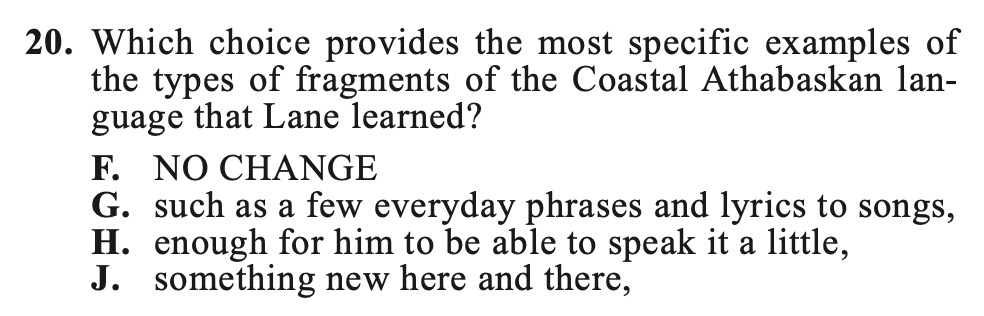 20. Which choice provides the most specific examples of
the types of fragments of the Coastal Athabaskan lan-
guage that Lane learned?
F. NO CHANGE
G. such as a few everyday phrases and lyrics to songs,
H. enough for him to be able to speak it a little,
J. something new here and there,